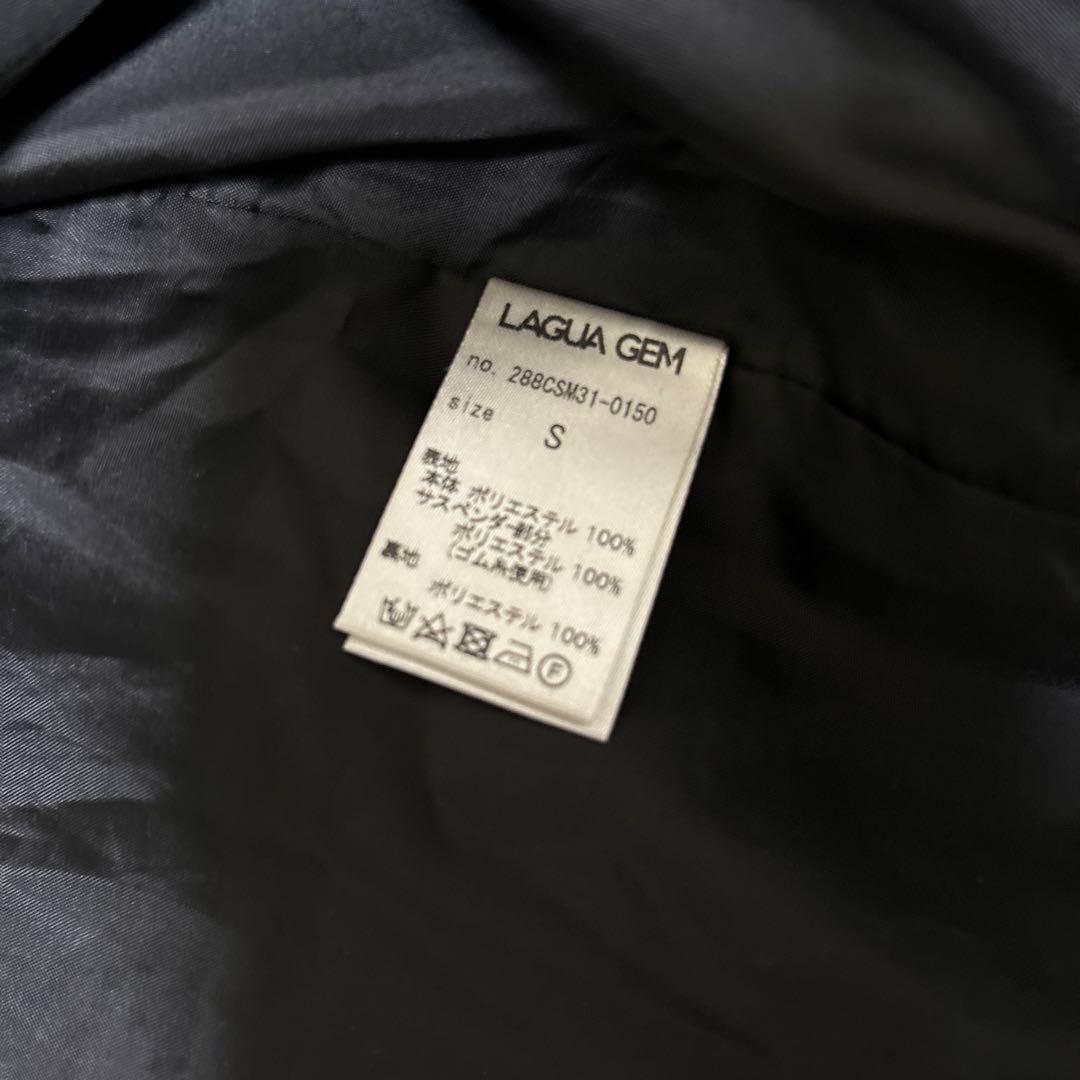 LAGUA GEM
no. 288CSM31-0150
size S
表地
本体 ポリエステル 100%
サスペンダー部分
ポリエステル 100%
(ゴム糸使用)
裏地
ポリエステル 100%
F